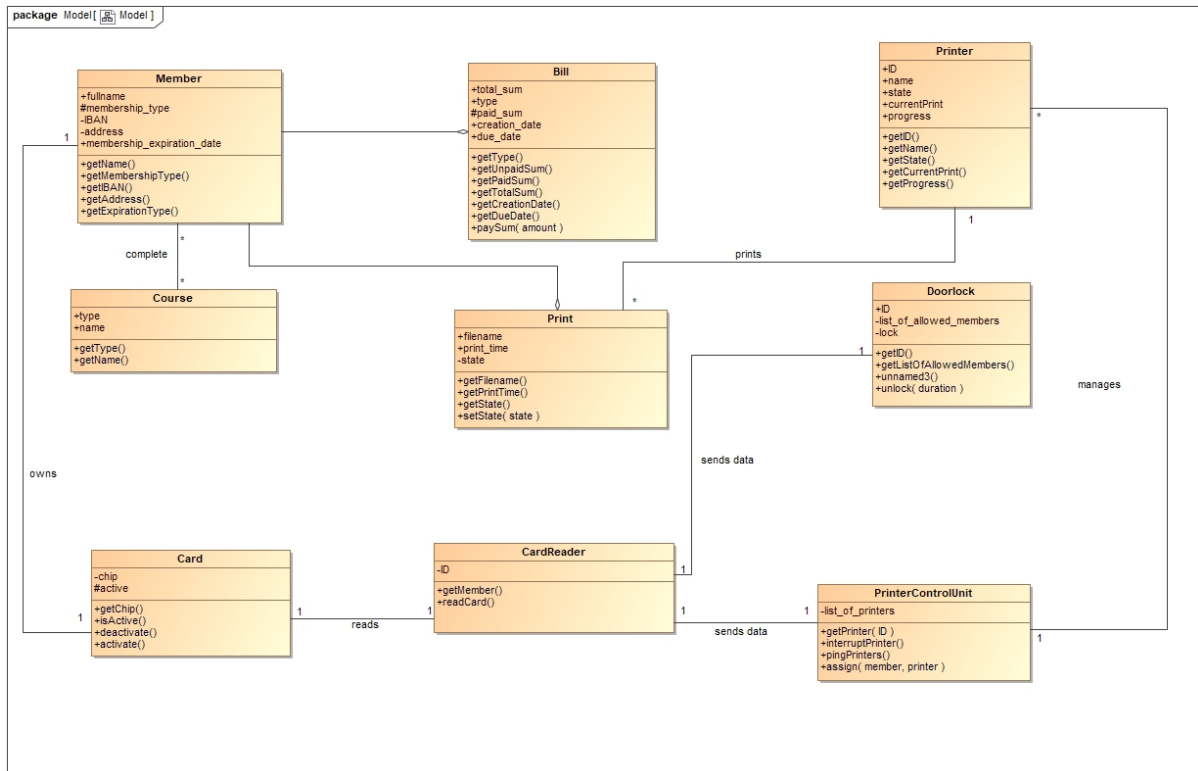 package Model [ Model ]
Member
+fullname
#membership_type
-IBAN
-address
+membership_expiration_date
+getName()
+getMembershipType()
+getIBAN()
+getAddress()
+getExpirationType()
Bill
+total_sum
+type
#paid_sum
+creation_date
+due_date
+getType()
+getUnpaidSum()
+getPaidSum()
+getTotalSum()
+getCreationDate()
+getDueDate()
+paySum( amount )
Printer
+ID
+name
+state
+currentPrint
+progress
+getID()
+getName()
+getState()
+getCurrentPrint()
+getProgress()
1
*
1
*
complete
*
prints
*
Course
+type
+name
+getType()
+getName()
Print
+filename
+print_time
-state
+getFilename()
+getPrintTime()
+getState()
+setState( state )
Doorlock
+ID
-list_of_allowed_members
-lock
+getID()
+getListOfAllowedMembers()
+unnamed3()
+unlock( duration )
1
manages
owns
sends data
Card
-chip
#active
+getChip()
+isActive()
+deactivate()
+activate()
CardReader
-ID
+getMember()
+readCard()
PrinterControlUnit
-list_of_printers
+getPrinter( ID )
+interruptPrinter()
+pingPrinters()
+assign( member, printer )
1
1
1
reads
1
1
1
sends data
1